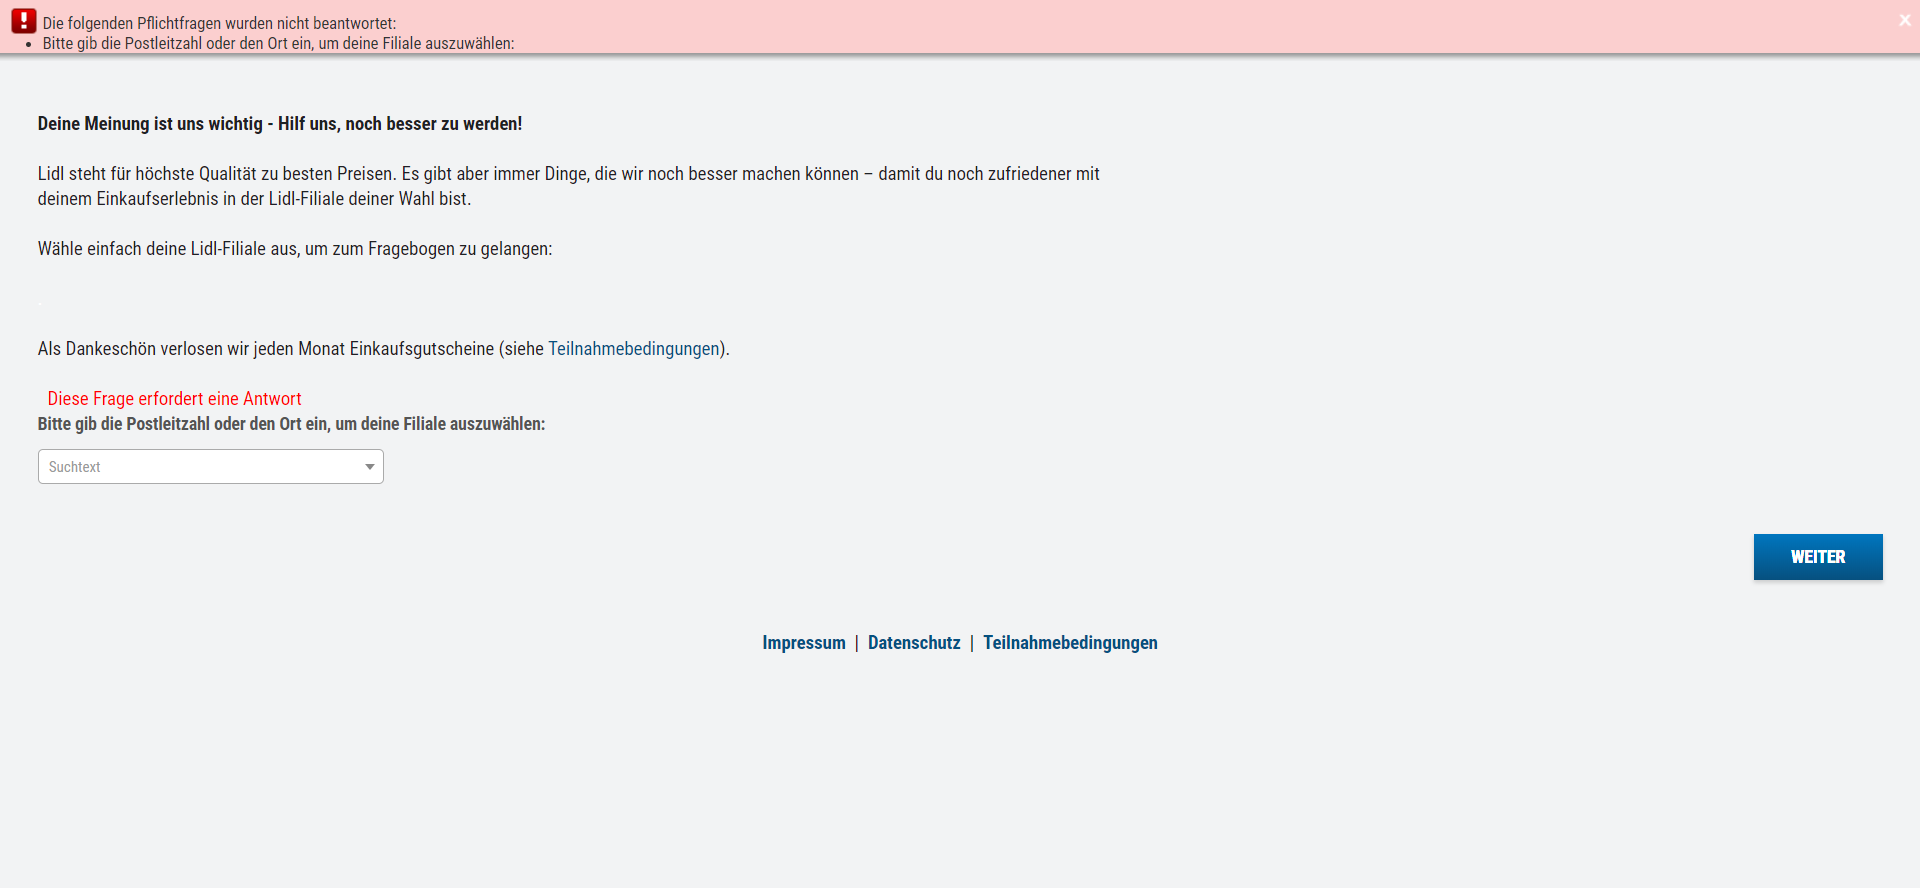 Die folgenden Pflichtfragen wurden nicht beantwortet:
• Bitte gib die Postleitzahl oder den Ort ein, um deine Filiale auszuwählen:
x
Deine Meinung ist uns wichtig - Hilf uns, noch besser zu werden!
Lidl steht für höchste Qualität zu besten Preisen. Es gibt aber immer Dinge, die wir noch besser machen können – damit du noch zufriedener mit
deinem Einkaufserlebnis in der Lidl-Filiale deiner Wahl bist.
Wähle einfach deine Lidl-Filiale aus, um zum Fragebogen zu gelangen:
Als Dankeschön verlosen wir jeden Monat Einkaufsgutscheine (siehe Teilnahmebedingungen).
Diese Frage erfordert eine Antwort
Bitte gib die Postleitzahl oder den Ort ein, um deine Filiale auszuwählen:
Suchtext
WEITER
Impressum | Datenschutz | Teilnahmebedingungen